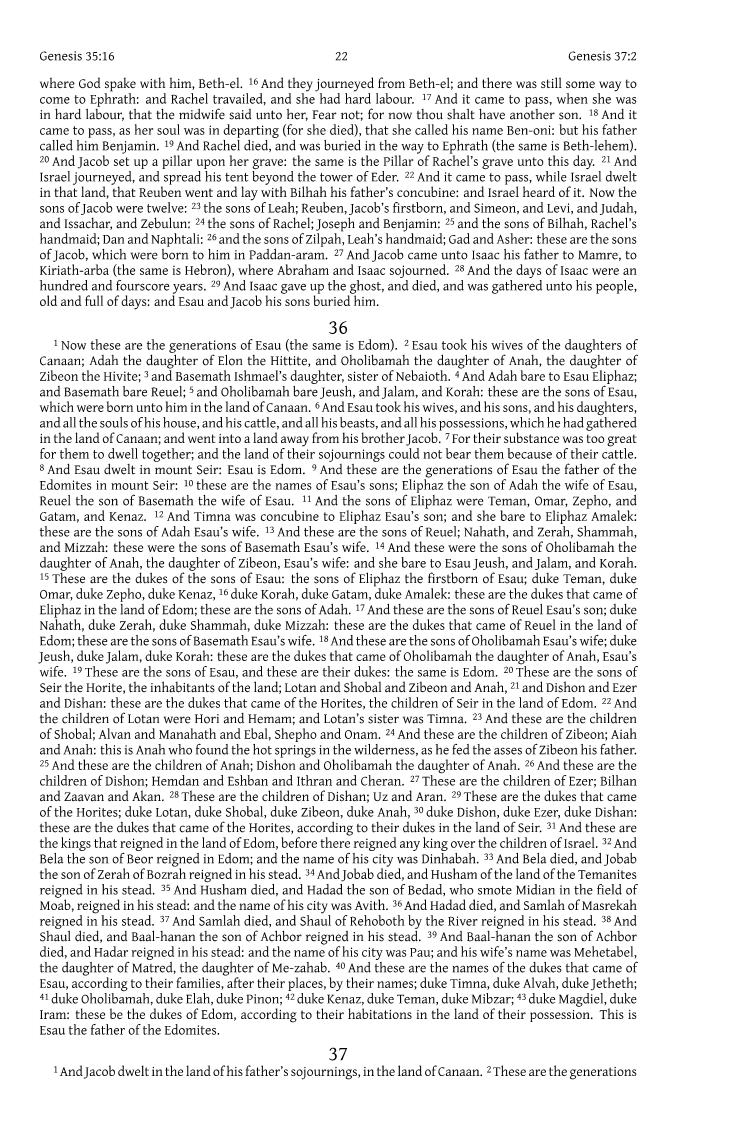 Genesis 35:16 22 Genesis 37:2
where God spake with him, Beth-el. 16 And they journeyed from Beth-el; and there was still some way to
come to Ephrath: and Rachel travailed, and she had hard labour. 17 And it came to pass, when she was
in hard labour, that the midwife said unto her, Fear not; for now thou shalt have another son. 18 And it
came to pass, as her soul was in departing (for she died), that she called his name Ben-oni: but his father
called him Benjamin. 19 And Rachel died, and was buried in the way to Ephrath (the same is Beth-lehem).
20 And Jacob set up a pillar upon her grave: the same is the Pillar of Rachel's grave unto this day. 21 And
Israel journeyed, and spread his tent beyond the tower of Eder. 22 And it came to pass, while Israel dwelt
in that land, that Reuben went and lay with Bilhah his father's concubine: and Israel heard of it. Now the
sons of Jacob were twelve: 23 the sons of Leah; Reuben, Jacob's firstborn, and Simeon, and Levi, and Judah,
and Issachar, and Zebulun: 24 the sons of Rachel; Joseph and Benjamin: 25 and the sons of Bilhah, Rachel's
handmaid; Dan and Naphtali: 26 and the sons of Zilpah, Leah's handmaid; Gad and Asher: these are the sons
of Jacob, which were born to him in Paddan-aram. 27 And Jacob came unto Isaac his father to Mamre, to
Kiriath-arba (the same is Hebron), where Abraham and Isaac sojourned. 28 And the days of Isaac were an
hundred and fourscore years. 29 And Isaac gave up the ghost, and died, and was gathered unto his people,
old and full of days: and Esau and Jacob his sons buried him.
36
1 Now these are the generations of Esau (the same is Edom). 2 Esau took his wives of the daughters of
Canaan; Adah the daughter of Elon the Hittite, and Oholibamah the daughter of Anah, the daughter of
Zibeon the Hivite; 3 and Basemath Ishmael's daughter, sister of Nebaioth. 4 And Adah bare to Esau Eliphaz;
and Basemath bare Reuel; 5 and Oholibamah bare Jeush, and Jalam, and Korah: these are the sons of Esau,
which were born unto him in the land of Canaan. 6 And Esau took his wives, and his sons, and his daughters,
and all the souls of his house, and his cattle, and all his beasts, and all his possessions, which he had gathered
in the land of Canaan; and went into a land away from his brother Jacob. 7 For their substance was too great
for them to dwell together; and the land of their sojournings could not bear them because of their cattle.
8 And Esau dwelt in mount Seir: Esau is Edom. 9 And these are the generations of Esau the father of the
Edomites in mount Seir: 10 these are the names of Esau's sons; Eliphaz the son of Adah the wife of Esau,
Reuel the son of Basemath the wife of Esau. 11 And the sons of Eliphaz were Teman, Omar, Zepho, and
Gatam, and Kenaz. 12 And Timna was concubine to Eliphaz Esau's son; and she bare to Eliphaz Amalek:
these are the sons of Adah Esau's wife. 13 And these are the sons of Reuel; Nahath, and Zerah, Shammah,
and Mizzah: these were the sons of Basemath Esau's wife. 14 And these were the sons of Oholibamah the
daughter of Anah, the daughter of Zibeon, Esau's wife: and she bare to Esau Jeush, and Jalam, and Korah.
15 These are the dukes of the sons of Esau: the sons of Eliphaz the firstborn of Esau; duke Teman, duke
Omar, duke Zepho, duke Kenaz, 16 duke Korah, duke Gatam, duke Amalek: these are the dukes that came of
Eliphaz in the land of Edom; these are the sons of Adah. 17 And these are the sons of Reuel Esau's son; duke
Nahath, duke Zerah, duke Shammah, duke Mizzah: these are the dukes that came of Reuel in the land of
Edom; these are the sons of Basemath Esau's wife. 18 And these are the sons of Oholibamah Esau's wife; duke
Jeush, duke Jalam, duke Korah: these are the dukes that came of Oholibamah the daughter of Anah, Esau's
wife. 19 These are the sons of Esau, and these are their dukes: the same is Edom. 20 These are the sons of
Seir the Horite, the inhabitants of the land; Lotan and Shobal and Zibeon and Anah, 21 and Dishon and Ezer
and Dishan: these are the dukes that came of the Horites, the children of Seir in the land of Edom. 22 And
the children of Lotan were Hori and Hemam; and Lotan's sister was Timna. 23 And these are the children
of Shobal; Alvan and Manahath and Ebal, Shepho and Onam. 24 And these are the children of Zibeon; Aiah
and Anah: this is Anah who found the hot springs in the wilderness, as he fed the asses of Zibeon his father.
25 And these are the children of Anah; Dishon and Oholibamah the daughter of Anah. 26 And these are the
children of Dishon; Hemdan and Eshban and Ithran and Cheran. 27 These are the children of Ezer; Bilhan
and Zaavan and Akan. 28 These are the children of Dishan; Uz and Aran. 29 These are the dukes that came
of the Horites; duke Lotan, duke Shobal, duke Zibeon, duke Anah, 30 duke Dishon, duke Ezer, duke Dishan:
these are the dukes that came of the Horites, according to their dukes in the land of Seir. 31 And these are
the kings that reigned in the land of Edom, before there reigned any king over the children of Israel. 32 And
Bela the son of Beor reigned in Edom; and the name of his city was Dinhabah. 33 And Bela died, and Jobab
the son of Zerah of Bozrah reigned in his stead. 34 And Jobab died, and Husham of the land of the Temanites
reigned in his stead. 35 And Husham died, and Hadad the son of Bedad, who smote Midian in the field of
Moab, reigned in his stead: and the name of his city was Avith. 36 And Hadad died, and Samlah of Masrekah
reigned in his stead. 37 And Samlah died, and Shaul of Rehoboth by the River reigned in his stead. 38 And
Shaul died, and Baal-hanan the son of Achbor reigned in his stead. 39 And Baal-hanan the son of Achbor
died, and Hadar reigned in his stead: and the name of his city was Pau; and his wife's name was Mehetabel,
the daughter of Matred, the daughter of Me-zahab. 40 And these are the names of the dukes that came of
Esau, according to their families, after their places, by their names; duke Timna, duke Alvah, duke Jetheth;
41 duke Oholibamah, duke Elah, duke Pinon; 42 duke Kenaz, duke Teman, duke Mibzar; 43 duke Magdiel, duke
Iram: these be the dukes of Edom, according to their habitations in the land of their possession. This is
Esau the father of the Edomites.
37
1 And Jacob dwelt in the land of his father's sojournings, in the land of Canaan. 2 These are the generations